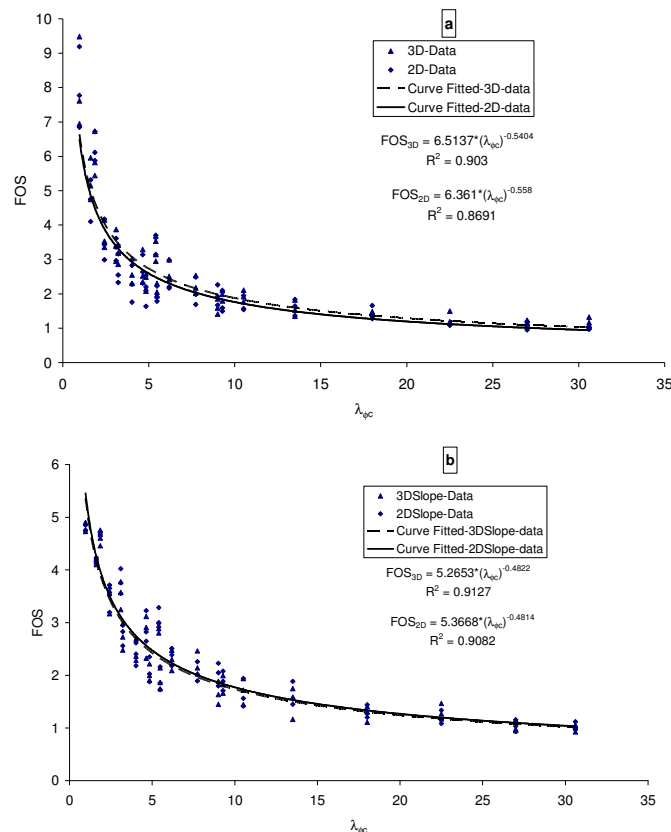 a
10
9
8
7
6
5
4
3
2
1
0
FOS
3D-Data
2D-Data
Curve Fitted-3D-data
Curve Fitted-2D-data
FOS3D = 6.5137*(λϕc)-0.5404
R2 = 0.903
FOS2D = 6.361*(λϕc)-0.558
R2 = 0.8691
0 5 10 15 20 25 30 35
λϕc
b
6
5
4
3
2
1
0
FOS
3DSlope-Data
2DSlope-Data
Curve Fitted-3DSlope-data
Curve Fitted-2DSlope-data
FOS3D = 5.2653*(λϕc)-0.4822
R2 = 0.9127
FOS2D = 5.3668*(λϕc)-0.4814
R2 = 0.9082
0 5 10 15 20 25 30 35
λϕc